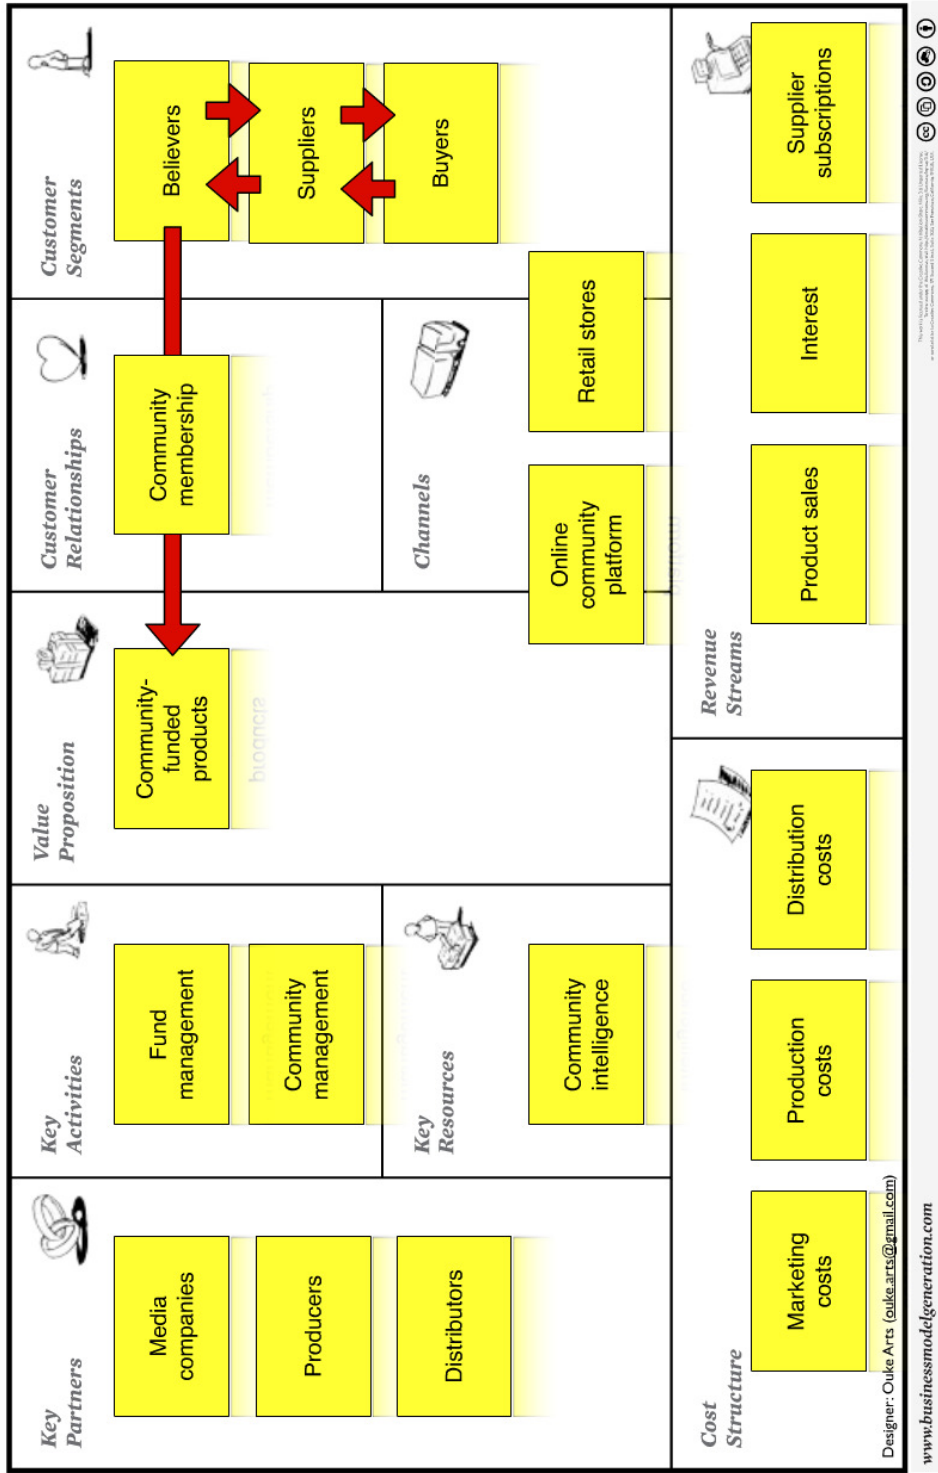 Key
Partners
Media
companies
Producers
Distributors
Key
Activities
Fund
management
Community
management
Key
Resources
Community
intelligence
Value
Proposition
Community-
funded
products
Customer
Relationships
Community
membership
Channels
Online
community
platform
Retail stores
Customer
Segments
Believers
Suppliers
Buyers
Cost
Structure
Marketing
costs
Production
costs
Distribution
costs
Revenue
Streams
Product sales
Interest
Supplier
subscriptions
Designer: Ouke Arts (ouke.arts@gmail.com)
www.businessmodelgeneration.com
cc